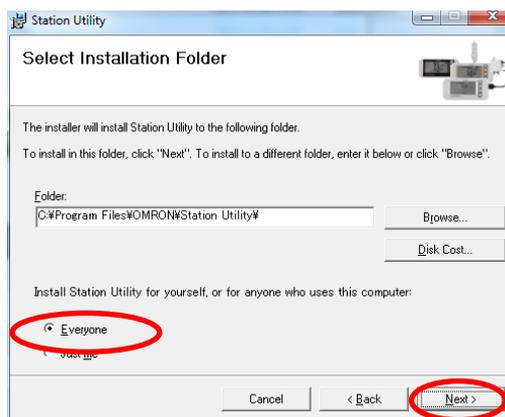 Station Utility
Select Installation Folder
The installer will install Station Utility to the following folder.
To install in this folder, click "Next". To install to a different folder, enter it below or click "Browse".
Folder:
C:¥Program Files¥OMRON¥Station Utility¥
Browse...
Disk Cost...
Install Station Utility for yourself, or for anyone who uses this computer:
Everyone
Just me
Cancel
< Back
Next >